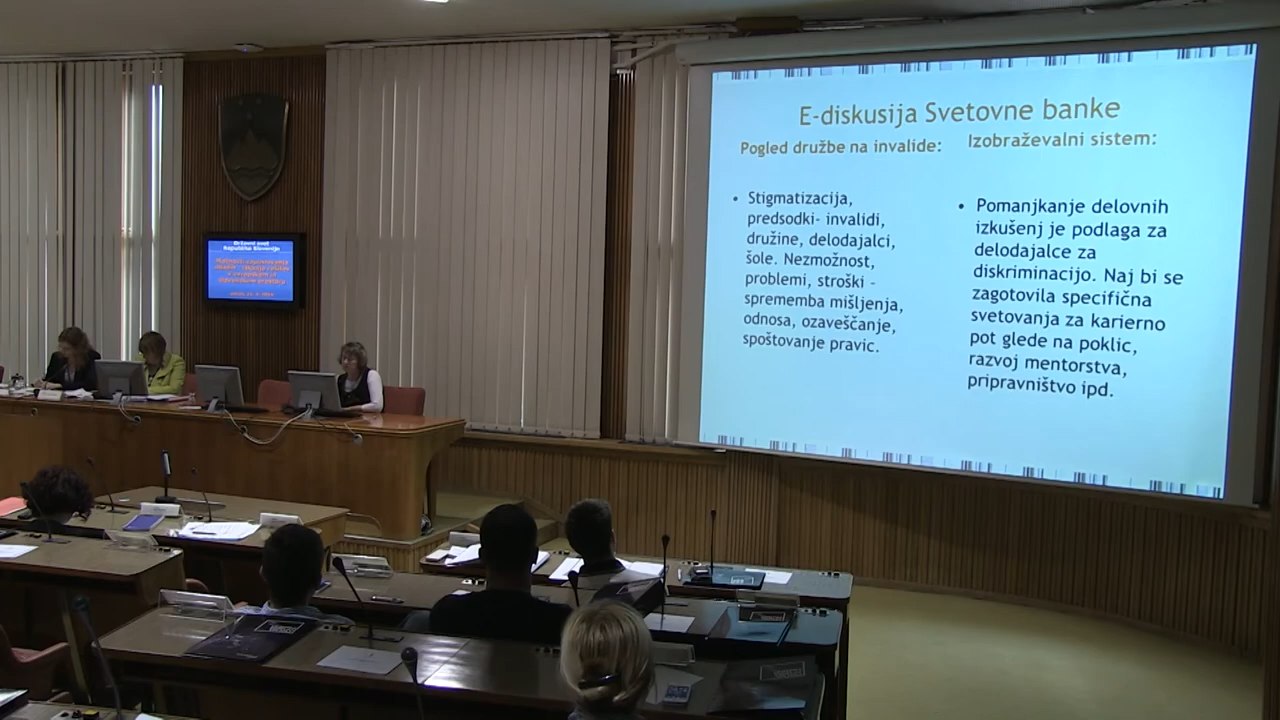 E-diskusija Svetovne banke
Pogled družbe na invalide:
• Stigmatizacija,
predsodki- invalidi,
družine, delodajalci,
šole. Nezmožnost,
problemi, stroški –
sprememba mišljenja,
odnosa, ozaveščanje,
spoštovanje pravic.
Izobraževalni sistem:
• Pomanjkanje delovnih
izkušenj je podlaga za
delodajalce za
diskriminacijo. Naj bi se
zagotovila specifična
svetovanja za karierno
pot glede na poklic,
razvoj mentorstva,
pripravništvo ipd.
Državni svet
Republike Slovenije